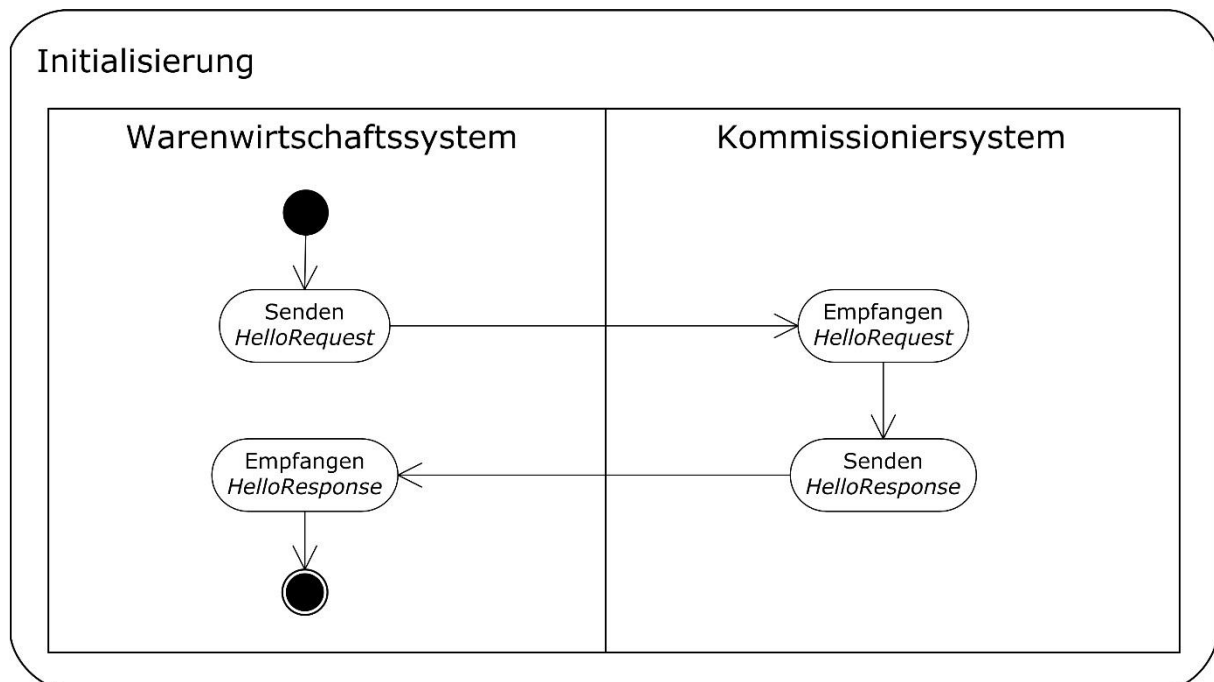 Initialisierung
Warenwirtschaftssystem
Kommissioniersystem
Senden
HelloRequest
Empfangen
HelloRequest
Empfangen
HelloResponse
Senden
HelloResponse